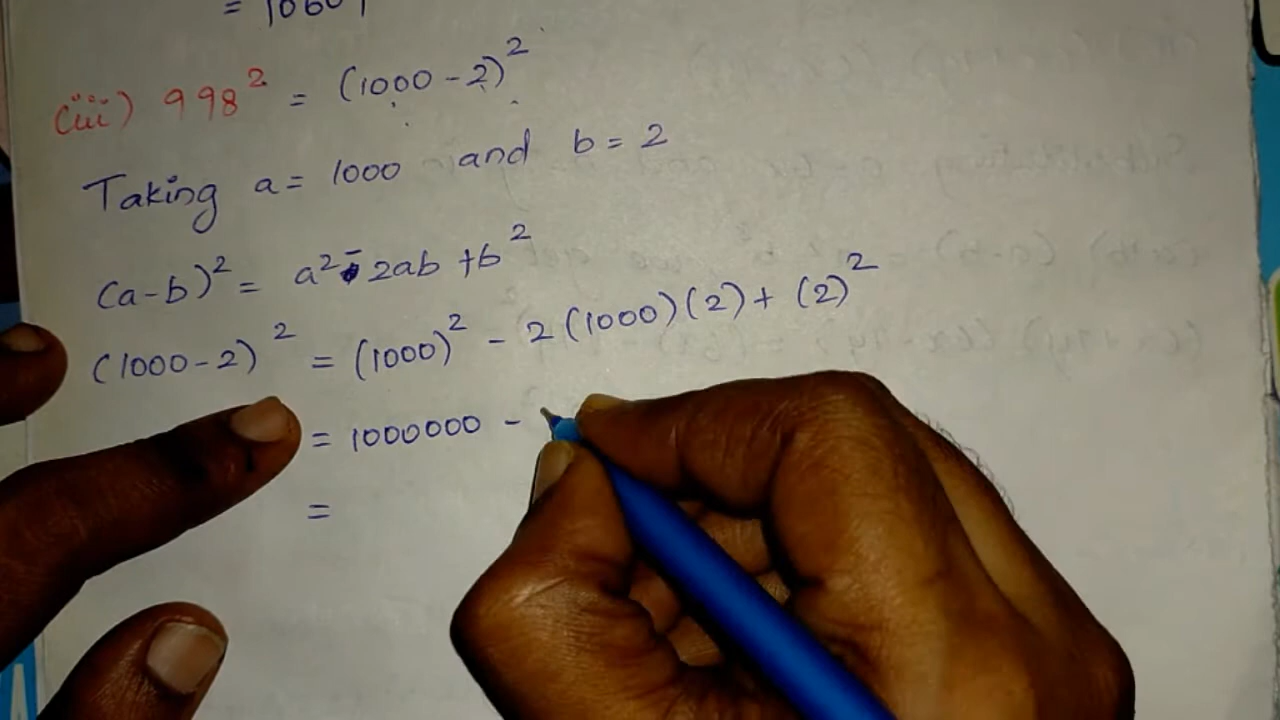 = 10609
(iii) 998² = (1000 - 2)²
Taking a = 1000 and b = 2
(a-b)² = a² - 2ab + b²
(1000-2)² = (1000)² - 2(1000)(2) + (2)²
= 1000000 -
=